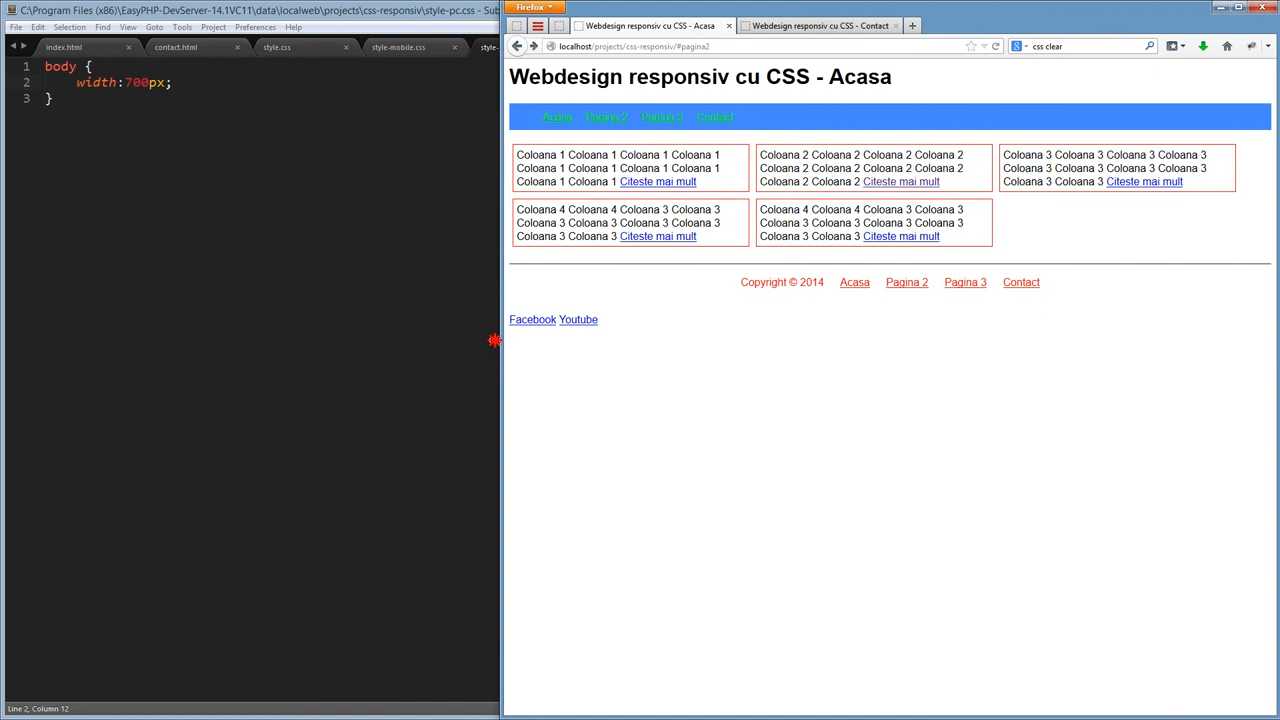 C:\Program Files (x86)\EasyPHP-DevServer-14.1VC11\data\localweb\projects\css-responsiv\style-pc.css - Sub
File Edit Selection Find View Goto Tools Project Preferences Help
index.html × contact.html × style.css × style-mobile.css × style-
1 body {
2 width:700px;
3 }
Line 2, Column 12
Firefox
Webdesign responsiv cu CSS - Acasa × Webdesign responsiv cu CSS - Contact × +
localhost/projects/css-responsiv/#pagina2
css clear
Webdesign responsiv cu CSS - Acasa
Acasa Pagina 2 Pagina 3 Contact
Coloana 1 Coloana 1 Coloana 1 Coloana 1
Coloana 1 Coloana 1 Coloana 1 Coloana 1
Coloana 1 Coloana 1 Citeste mai mult
Coloana 2 Coloana 2 Coloana 2 Coloana 2
Coloana 2 Coloana 2 Coloana 2 Coloana 2
Coloana 2 Coloana 2 Citeste mai mult
Coloana 3 Coloana 3 Coloana 3 Coloana 3
Coloana 3 Coloana 3 Coloana 3 Coloana 3
Coloana 3 Coloana 3 Citeste mai mult
Coloana 4 Coloana 4 Coloana 3 Coloana 3
Coloana 3 Coloana 3 Coloana 3 Coloana 3
Coloana 3 Coloana 3 Citeste mai mult
Coloana 4 Coloana 4 Coloana 3 Coloana 3
Coloana 3 Coloana 3 Coloana 3 Coloana 3
Coloana 3 Coloana 3 Citeste mai mult
Copyright © 2014 Acasa Pagina 2 Pagina 3 Contact
Facebook Youtube